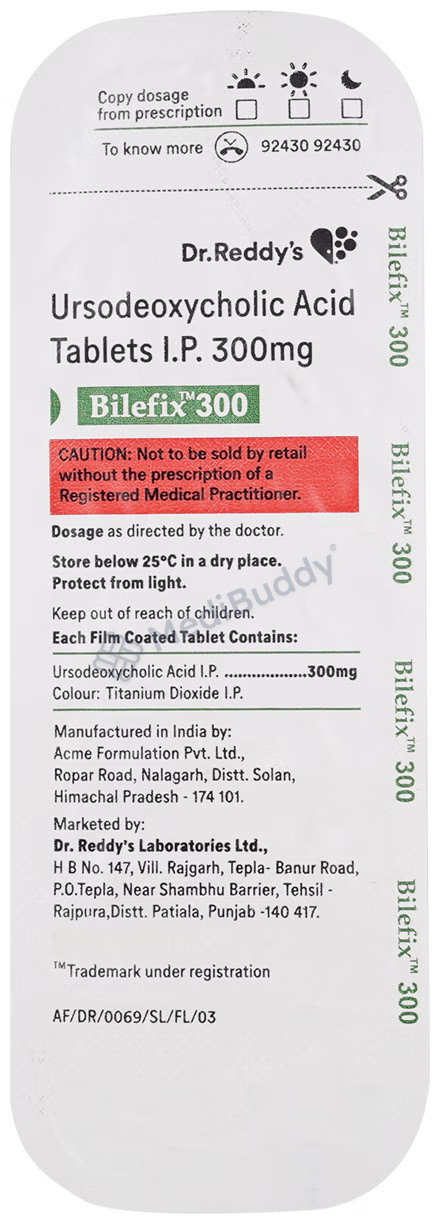 Copy dosage
from prescription
To know more 92430 92430
Dr.Reddy's
Ursodeoxycholic Acid
Tablets I.P. 300mg
Bilefix™300
CAUTION: Not to be sold by retail
without the prescription of a
Registered Medical Practitioner.
Dosage as directed by the doctor.
Store below 25°C in a dry place.
Protect from light.
Keep out of reach of children.
Each Film Coated Tablet Contains:
Ursodeoxycholic Acid I.P. ..................300mg
Colour: Titanium Dioxide I.P.
Manufactured in India by:
Acme Formulation Pvt. Ltd.,
Ropar Road, Nalagarh, Distt. Solan,
Himachal Pradesh - 174 101.
Marketed by:
Dr. Reddy's Laboratories Ltd.,
H B No. 147, Vill. Rajgarh, Tepla- Banur Road,
P.O.Tepla, Near Shambhu Barrier, Tehsil -
Rajpura,Distt. Patiala, Punjab -140 417.
™Trademark under registration
AF/DR/0069/SL/FL/03
Bilefix™ 300
Bilefix™ 300
Bilefix™ 300
Bilefix™ 300
MediBuddy®